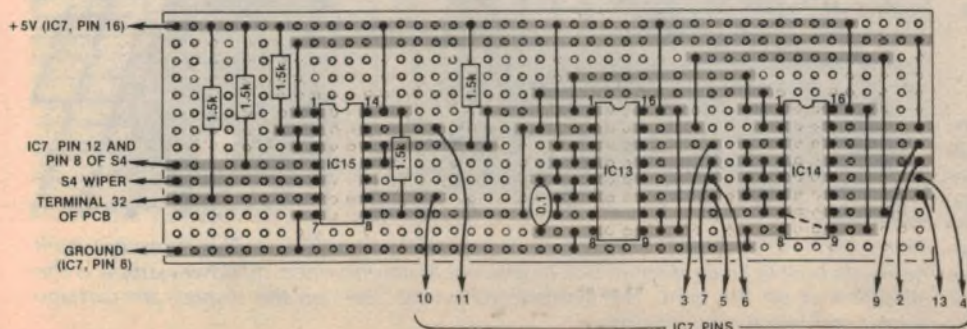 +5V (IC7, PIN 16)
1.5k
1.5k
1.5k
1.5k
1.5k
1
14
IC15
7
8
0.1
1
16
IC13
8
9
1
16
IC14
8
9
IC7 PIN 12 AND
PIN 8 OF S4
S4 WIPER
TERMINAL 32
OF PCB
GROUND
(IC7, PIN 8)
10
11
3
7
5
6
9
2
13
4
IC7 PINS